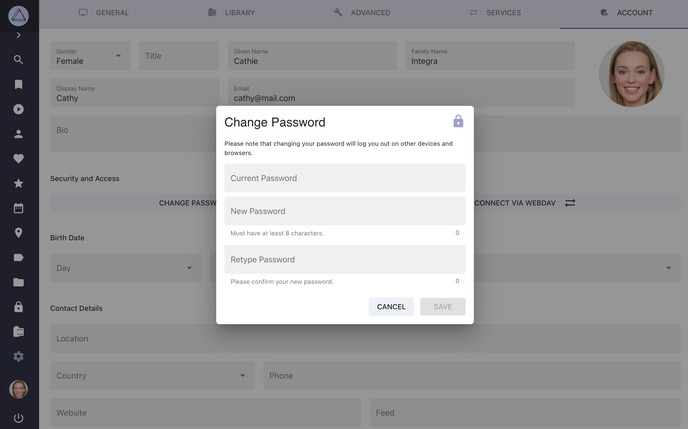 GENERAL
LIBRARY
ADVANCED
SERVICES
ACCOUNT
Gender
Female
Title
Given Name
Cathie
Family Name
Integra
Display Name
Cathy
Email
cathy@mail.com
Bio
Change Password
Please note that changing your password will log you out on other devices and
browsers.
Current Password
New Password
Must have at least 8 characters.
0
Retype Password
Please confirm your new password.
0
CANCEL
SAVE
Security and Access
CHANGE PASSW
CONNECT VIA WEBDAV
Birth Date
Day
Contact Details
Location
Country
Phone
Website
Feed